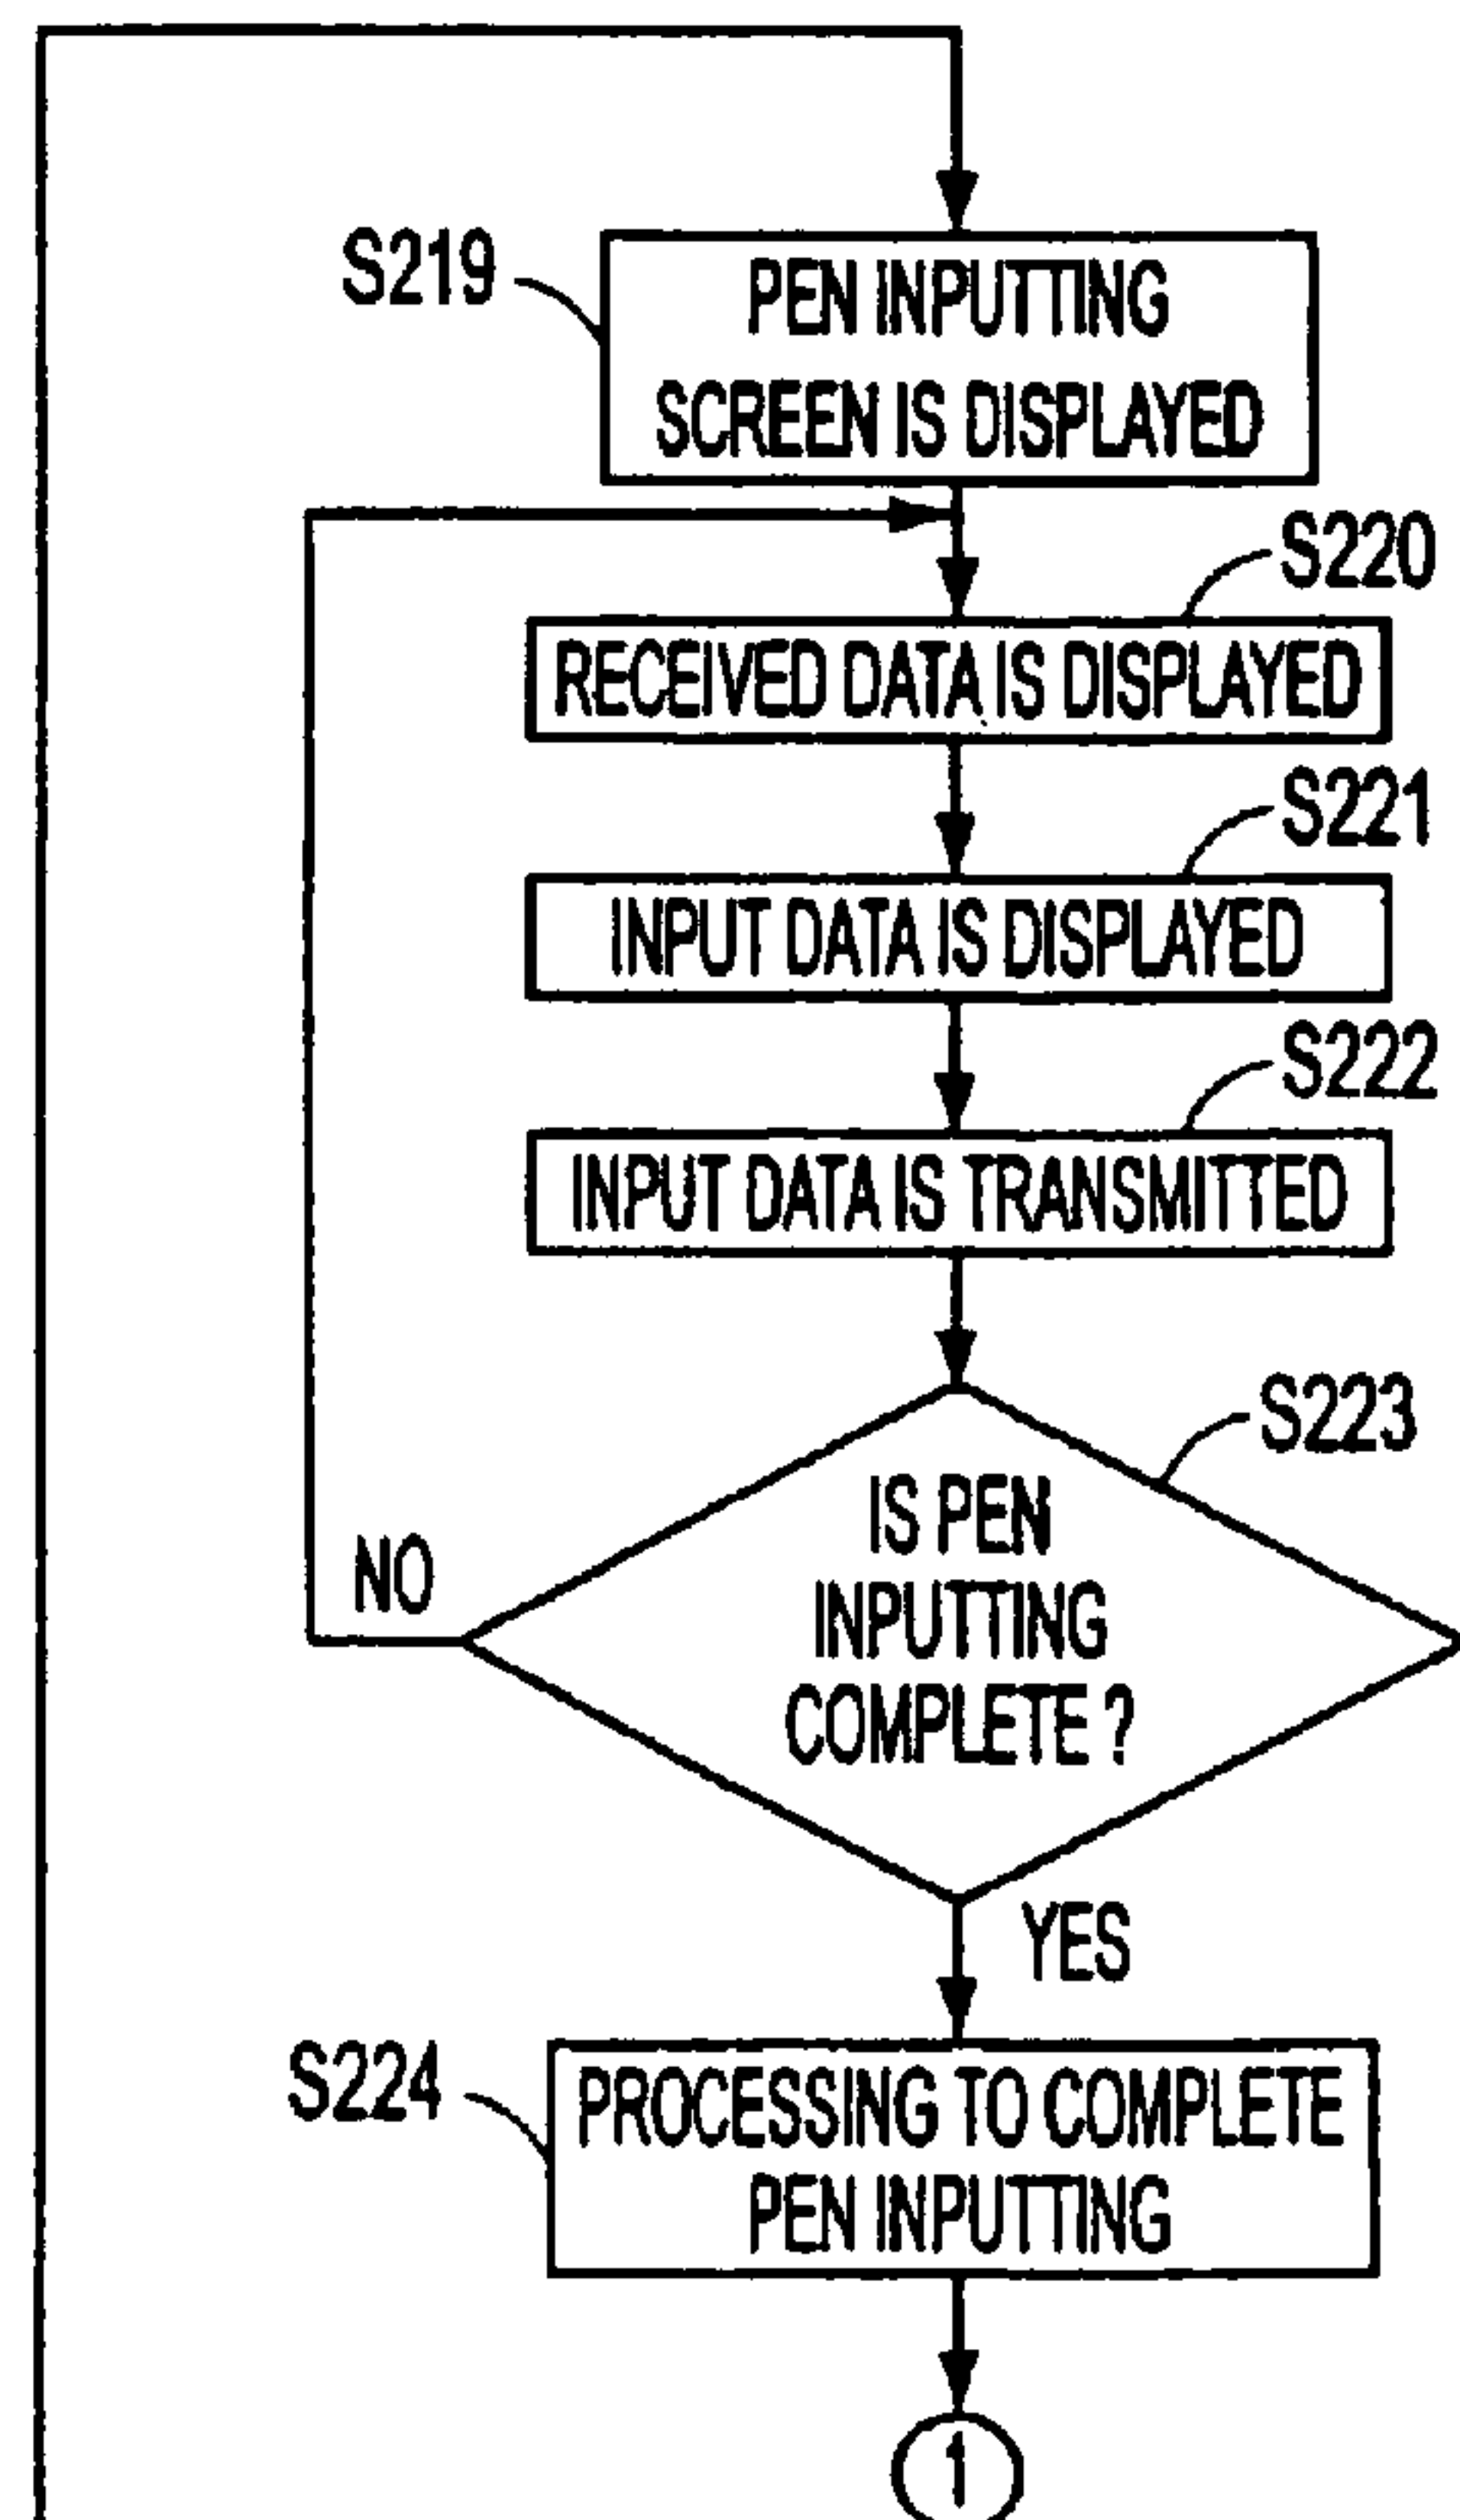 S219
PEN INPUTTING
SCREEN IS DISPLAYED
S220
RECEIVED DATA IS DISPLAYED
S221
INPUT DATA IS DISPLAYED
S222
INPUT DATA IS TRANSMITTED
S223
IS PEN
INPUTTING
COMPLETE ?
NO
YES
S224
PROCESSING TO COMPLETE
PEN INPUTTING
1